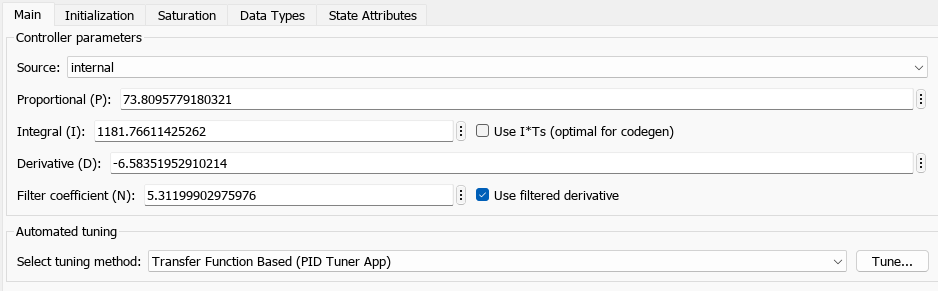 Main Initialization Saturation Data Types State Attributes
Controller parameters
Source: internal
Proportional (P): 73.8095779180321
Integral (I): 1181.76611425262 Use I*Ts (optimal for codegen)
Derivative (D): -6.58351952910214
Filter coefficient (N): 5.31199902975976 Use filtered derivative
Automated tuning
Select tuning method: Transfer Function Based (PID Tuner App) Tune...